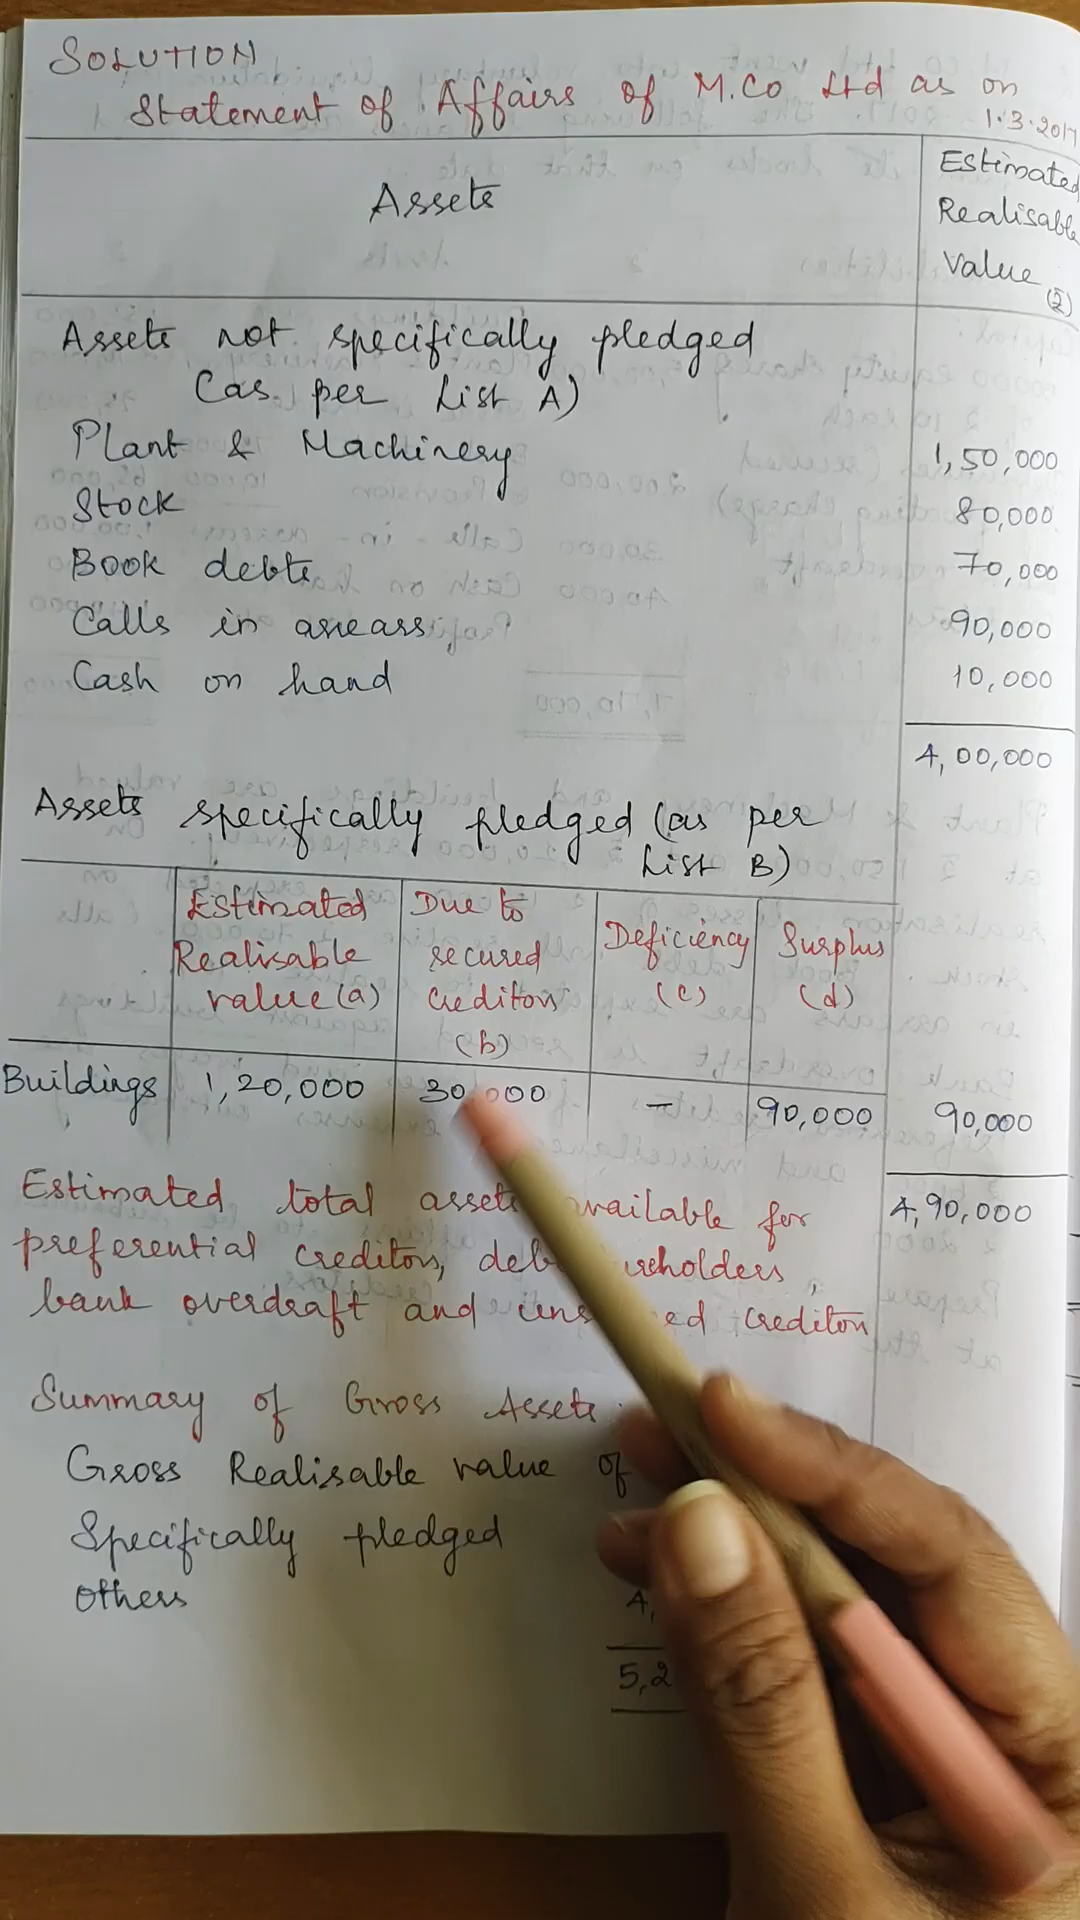 SOLUTION
Statement of Affairs of M.Co Ltd as on
1.3.2017
Assets
Estimated
Realisable
Value
(₹)
Assets not specifically pledged
(as per List A)
Plant & Machinery 1,50,000
Stock 80,000
Book debts 70,000
Calls in arrears 90,000
Cash on hand 10,000
4,00,000
Assets specifically pledged (as per
List B)
Estimated
Realisable
value (a)
Due to
secured
creditors
(b)
Deficiency
(c)
Surplus
(d)
Buildings 1,20,000 30,000 – 90,000 90,000
Estimated total assets available for 4,90,000
preferential creditors,
bank overdraft and creditors
Summary of Gross Assets
Gross Realisable value of
Specifically pledged
Others 4,
5,2